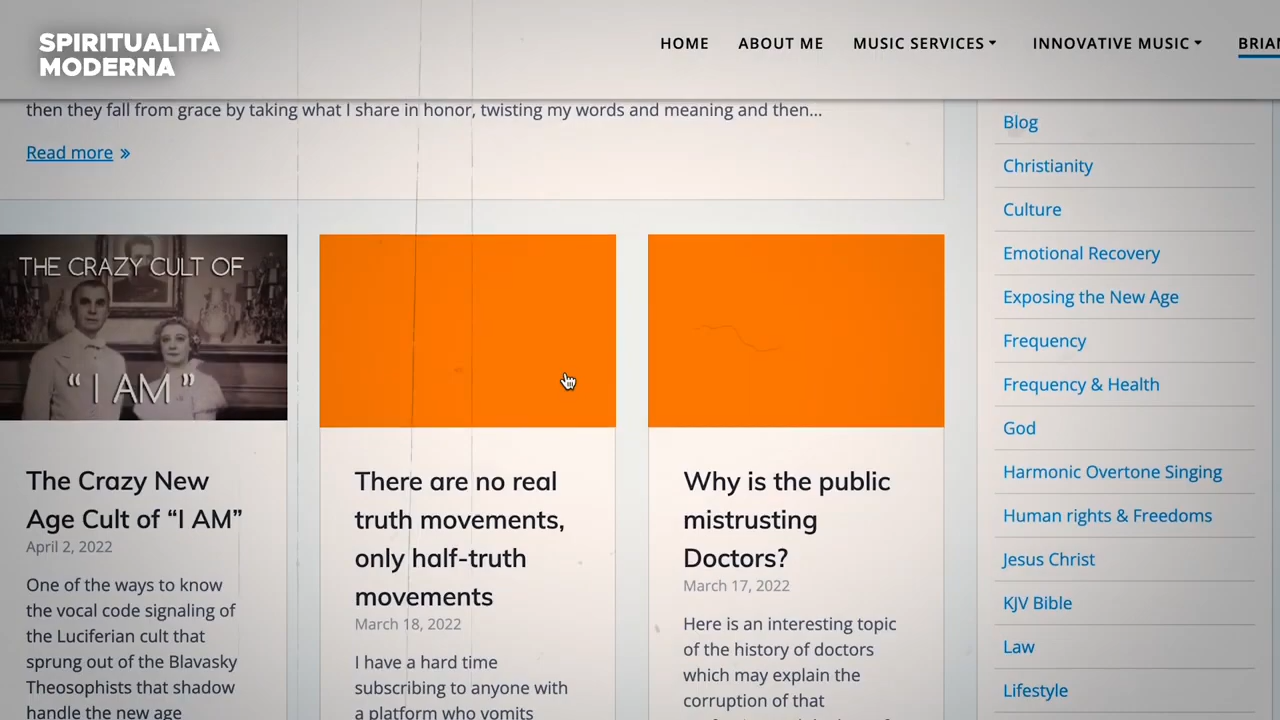 SPIRITUALITÀ
MODERNA
HOME ABOUT ME MUSIC SERVICES INNOVATIVE MUSIC
then they fall from grace by taking what I share in honor, twisting my words and meaning and then...
Read more »
THE CRAZY CULT OF
“ I AM ”
The Crazy New
Age Cult of “I AM”
April 2, 2022
One of the ways to know
the vocal code signaling of
the Luciferian cult that
sprung out of the Blavasky
Theosophists that shadow
handle the new age
There are no real
truth movements,
only half-truth
movements
March 18, 2022
I have a hard time
subscribing to anyone with
a platform who vomits
Why is the public
mistrusting
Doctors?
March 17, 2022
Here is an interesting topic
of the history of doctors
which may explain the
corruption of that
Blog
Christianity
Culture
Emotional Recovery
Exposing the New Age
Frequency
Frequency & Health
God
Harmonic Overtone Singing
Human rights & Freedoms
Jesus Christ
KJV Bible
Law
Lifestyle